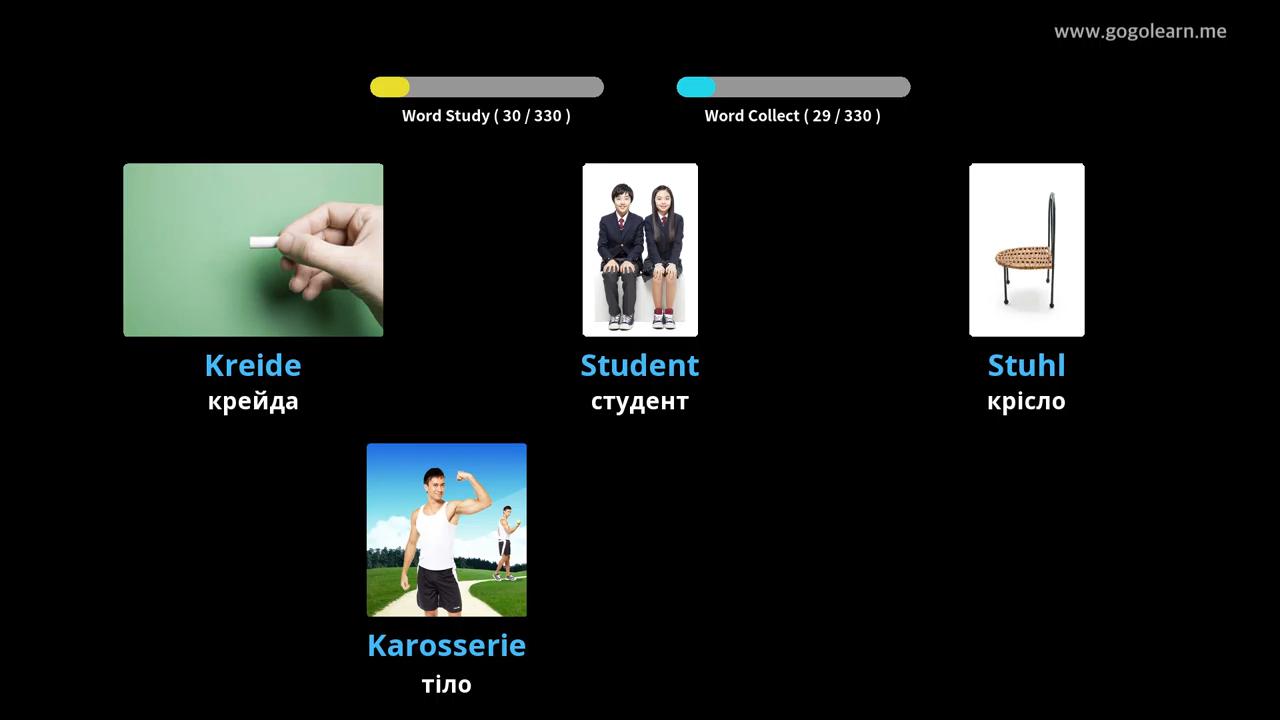 www.gogolearn.me
Word Study ( 30 / 330 )
Word Collect ( 29 / 330 )
Kreide
крейда
Student
студент
Stuhl
крісло
Karosserie
тіло